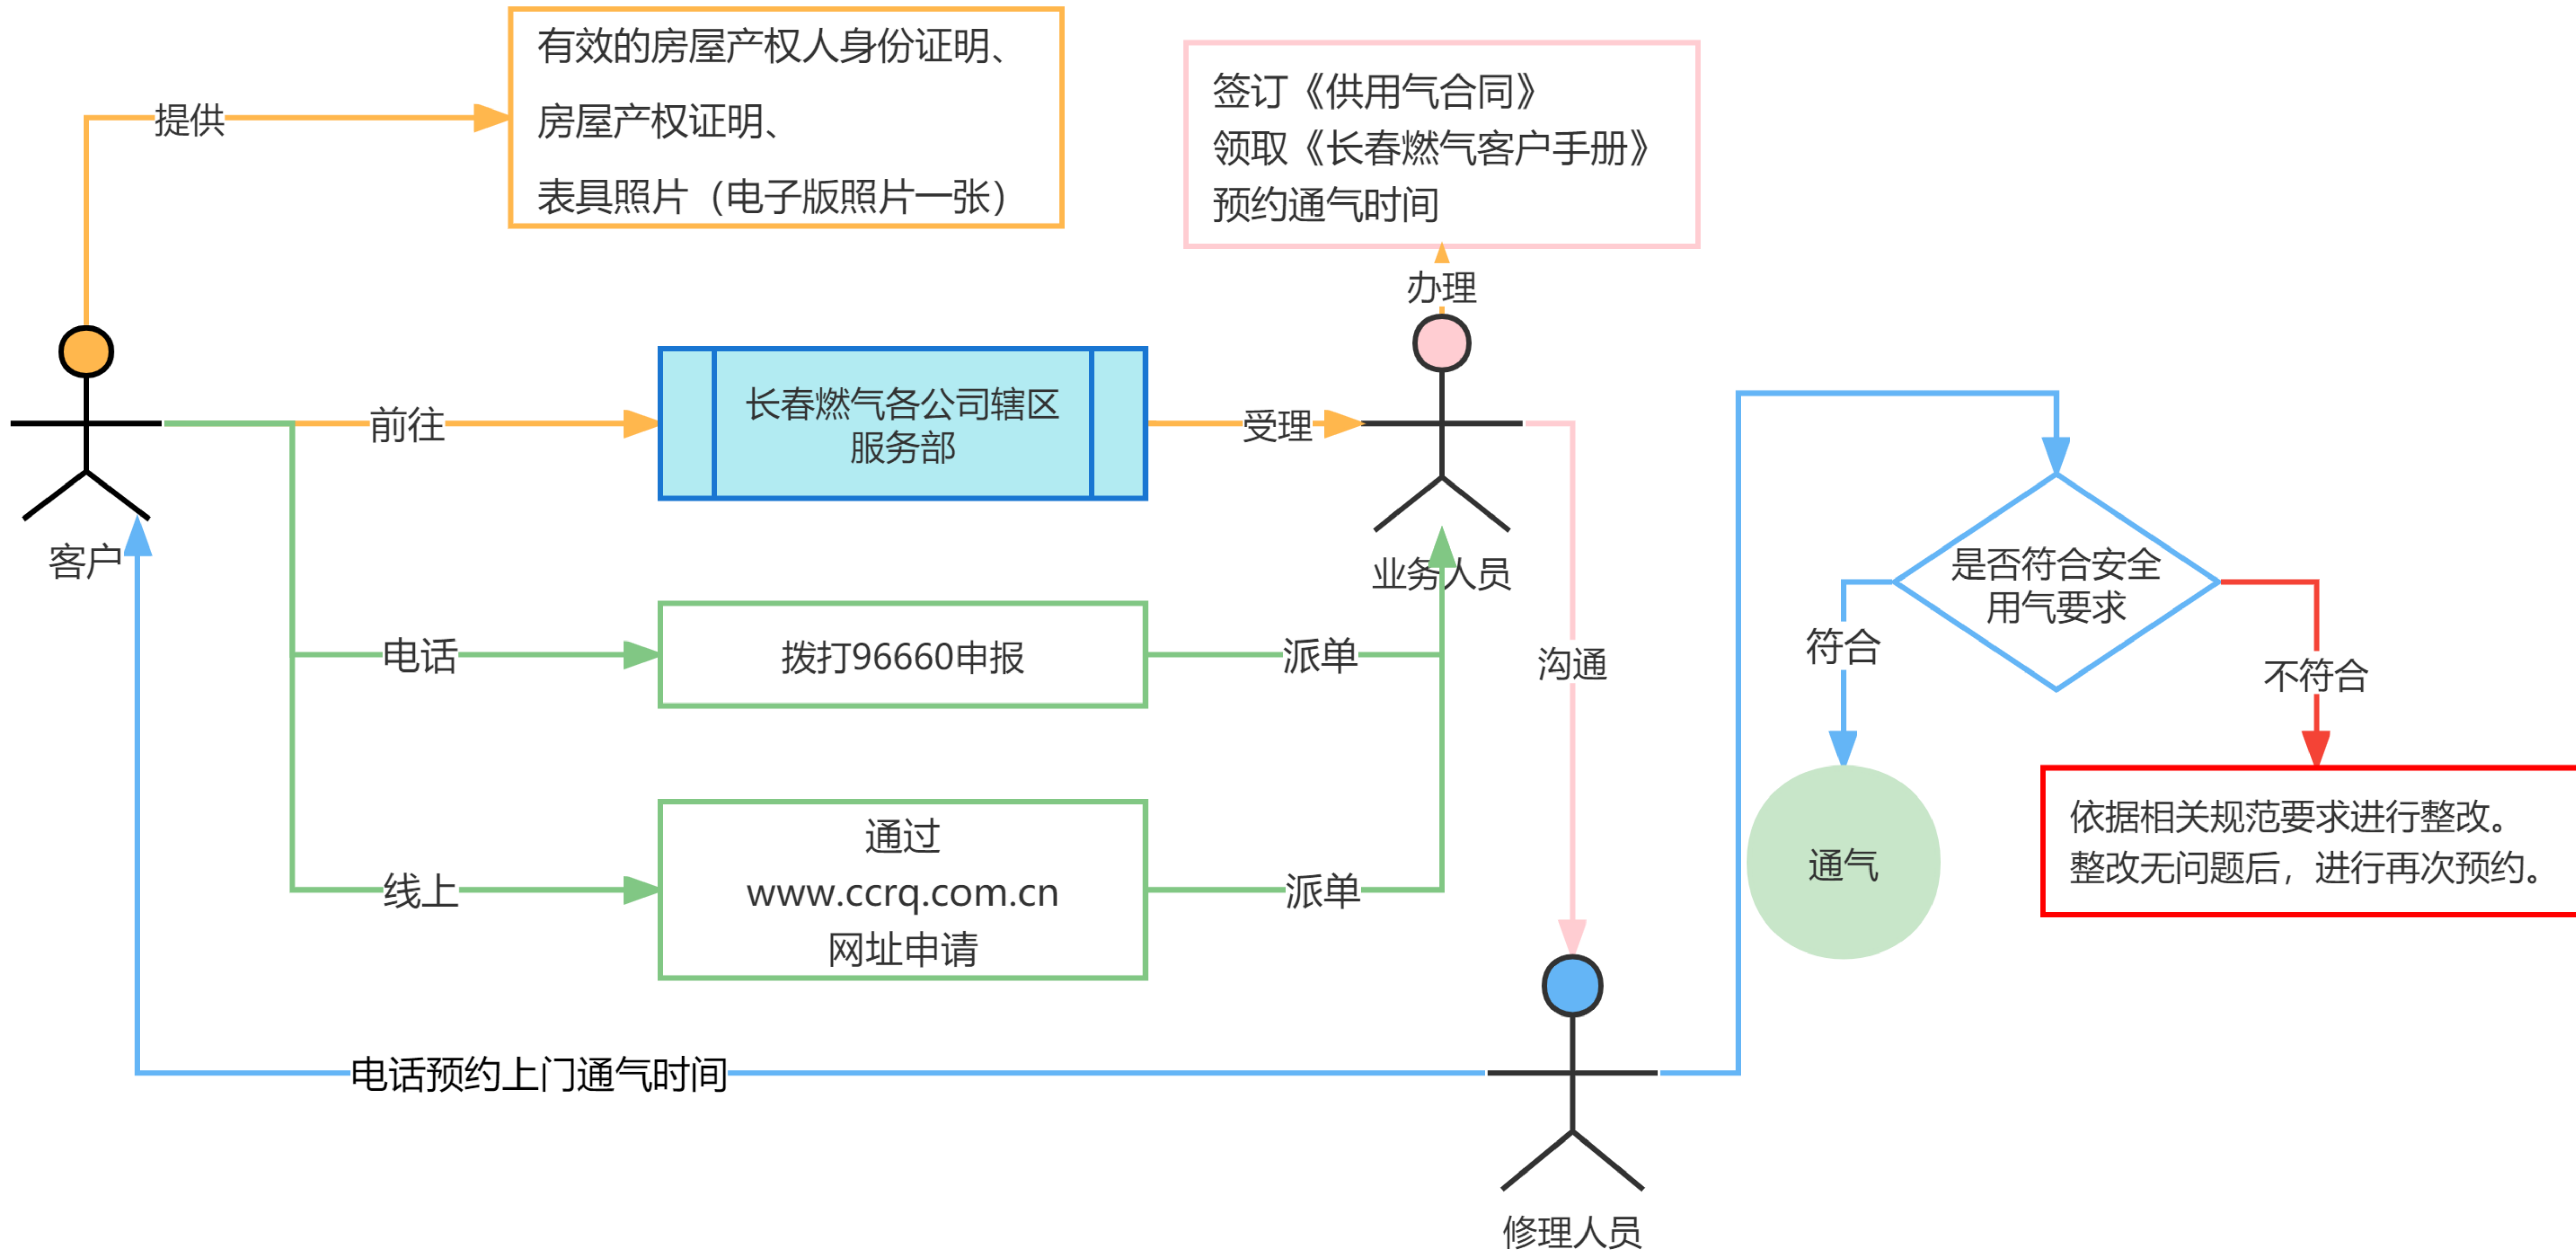 有效的房屋产权人身份证明、
房屋产权证明、
表具照片（电子版照片一张）
提供
签订《供用气合同》
领取《长春燃气客户手册》
预约通气时间
办理
前往
长春燃气各公司辖区
服务部
受理
客户
业务人员
是否符合安全
用气要求
符合
不符合
电话
拨打96660申报
派单
沟通
线上
通过
www.ccrq.com.cn
网址申请
派单
通气
依据相关规范要求进行整改。
整改无问题后，进行再次预约。
电话预约上门通气时间
修理人员